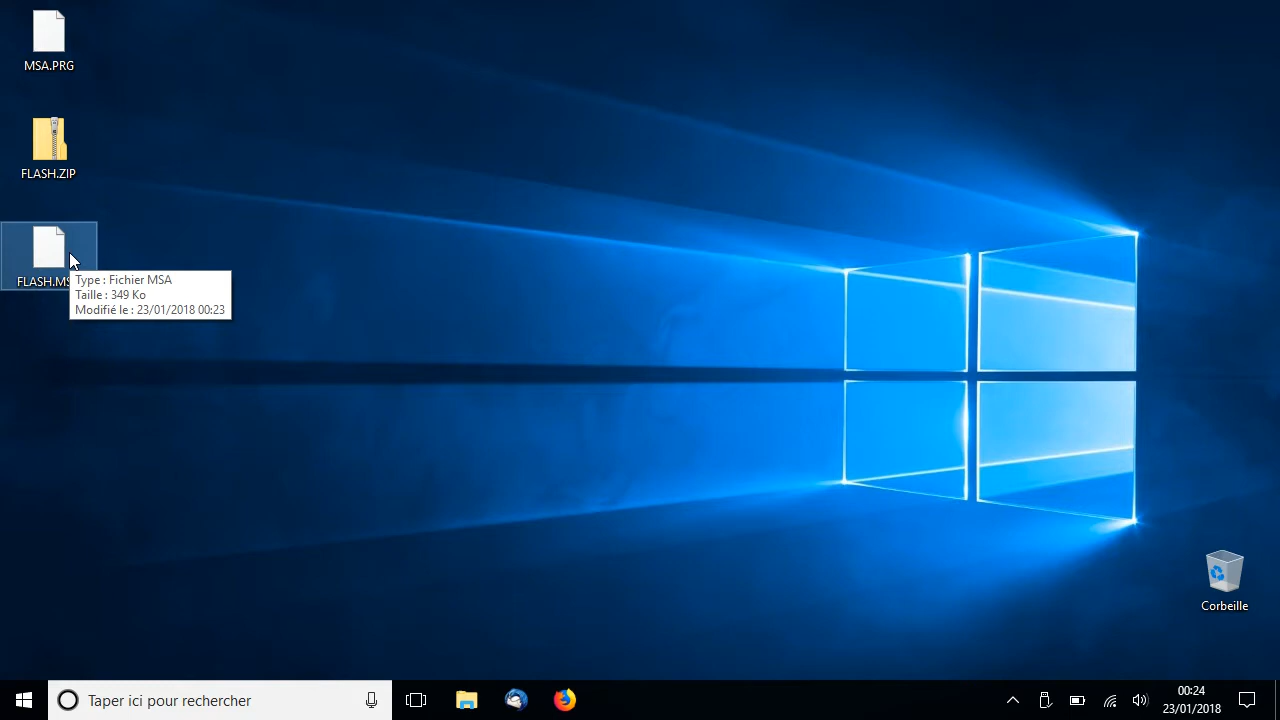 MSA.PRG
FLASH.ZIP
FLASH.MS
Type : Fichier MSA
Taille : 349 Ko
Modifié le : 23/01/2018 00:23
Corbeille
Taper ici pour rechercher
00:24
23/01/2018